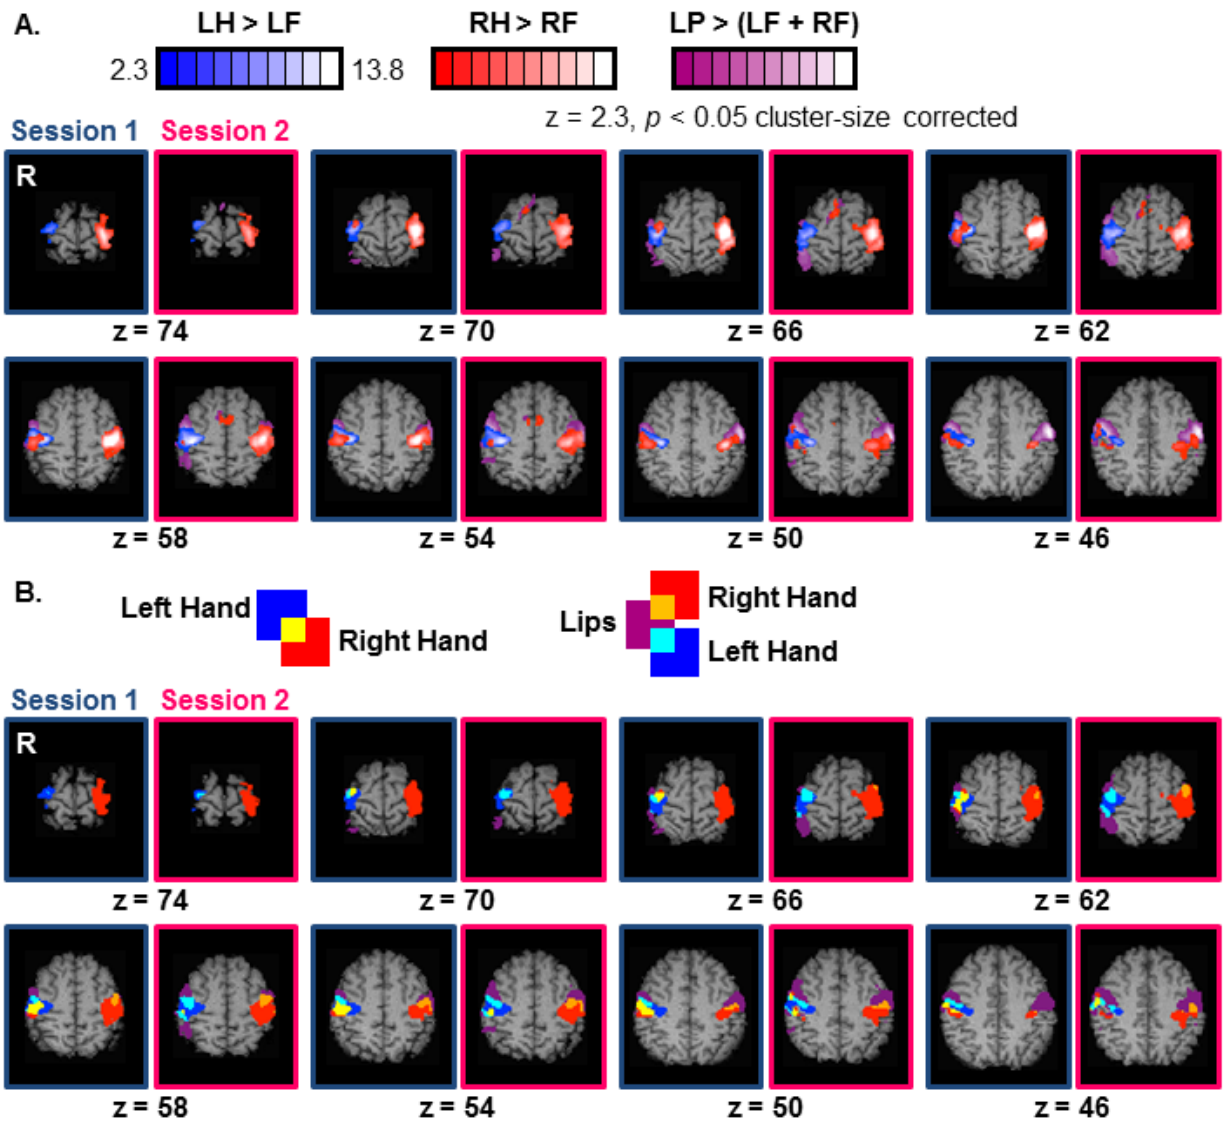 A.
LH > LF
RH > RF
LP > (LF + RF)
2.3
13.8
z = 2.3, p < 0.05 cluster-size corrected
Session 1 Session 2
R
z = 74
z = 70
z = 66
z = 62
z = 58
z = 54
z = 50
z = 46
B.
Left Hand
Right Hand
Lips
Right Hand
Left Hand
Session 1 Session 2
R
z = 74
z = 70
z = 66
z = 62
z = 58
z = 54
z = 50
z = 46